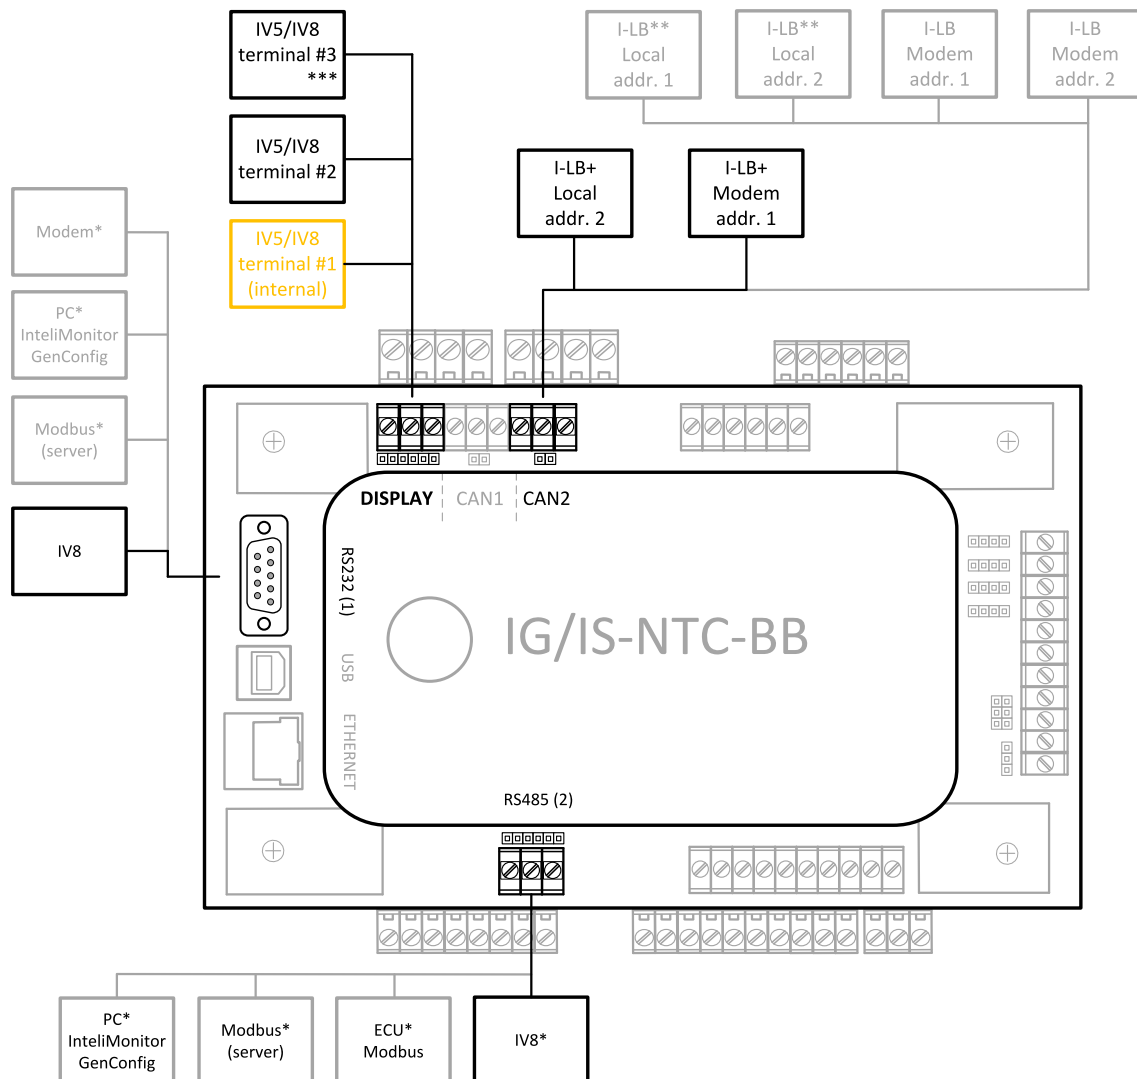 IV5/IV8
terminal #3
***
I-LB**
Local
addr. 1
I-LB**
Local
addr. 2
I-LB
Modem
addr. 1
I-LB
Modem
addr. 2
IV5/IV8
terminal #2
I-LB+
Local
addr. 2
I-LB+
Modem
addr. 1
IV5/IV8
terminal #1
(internal)
Modem*
PC*
InteliMonitor
GenConfig
Modbus*
(server)
IV8
DISPLAY
CAN1
CAN2
RS232 (1)
USB
ETHERNET
IG/IS-NTC-BB
RS485 (2)
PC*
InteliMonitor
GenConfig
Modbus*
(server)
ECU*
Modbus
IV8*